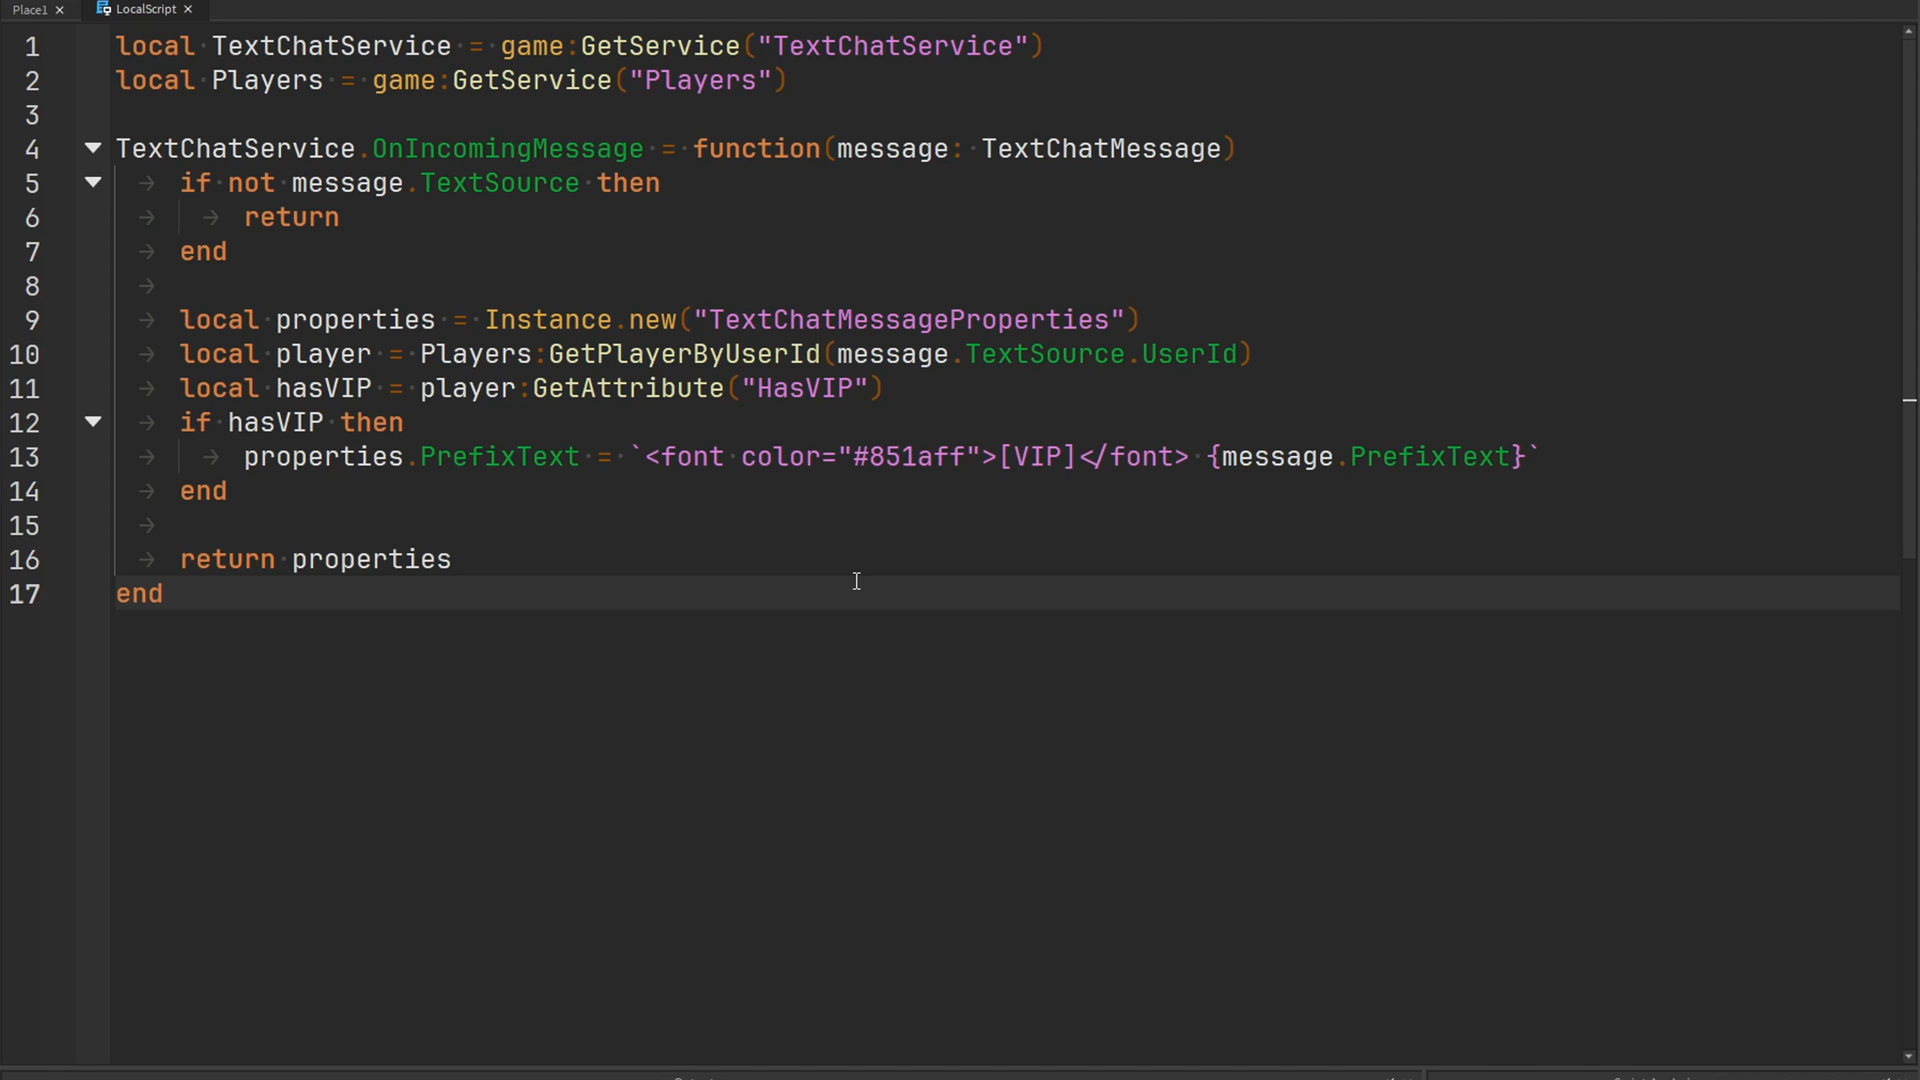 Place1 × LocalScript ×
1 local TextChatService = game:GetService("TextChatService")
2 local Players = game:GetService("Players")
3
4 TextChatService.OnIncomingMessage = function(message: TextChatMessage)
5 if not message.TextSource then
6 return
7 end
8
9 local properties = Instance.new("TextChatMessageProperties")
10 local player = Players:GetPlayerByUserId(message.TextSource.UserId)
11 local hasVIP = player:GetAttribute("HasVIP")
12 if hasVIP then
13 properties.PrefixText = `<font color="#851aff">[VIP]</font> {message.PrefixText}`
14 end
15
16 return properties
17 end